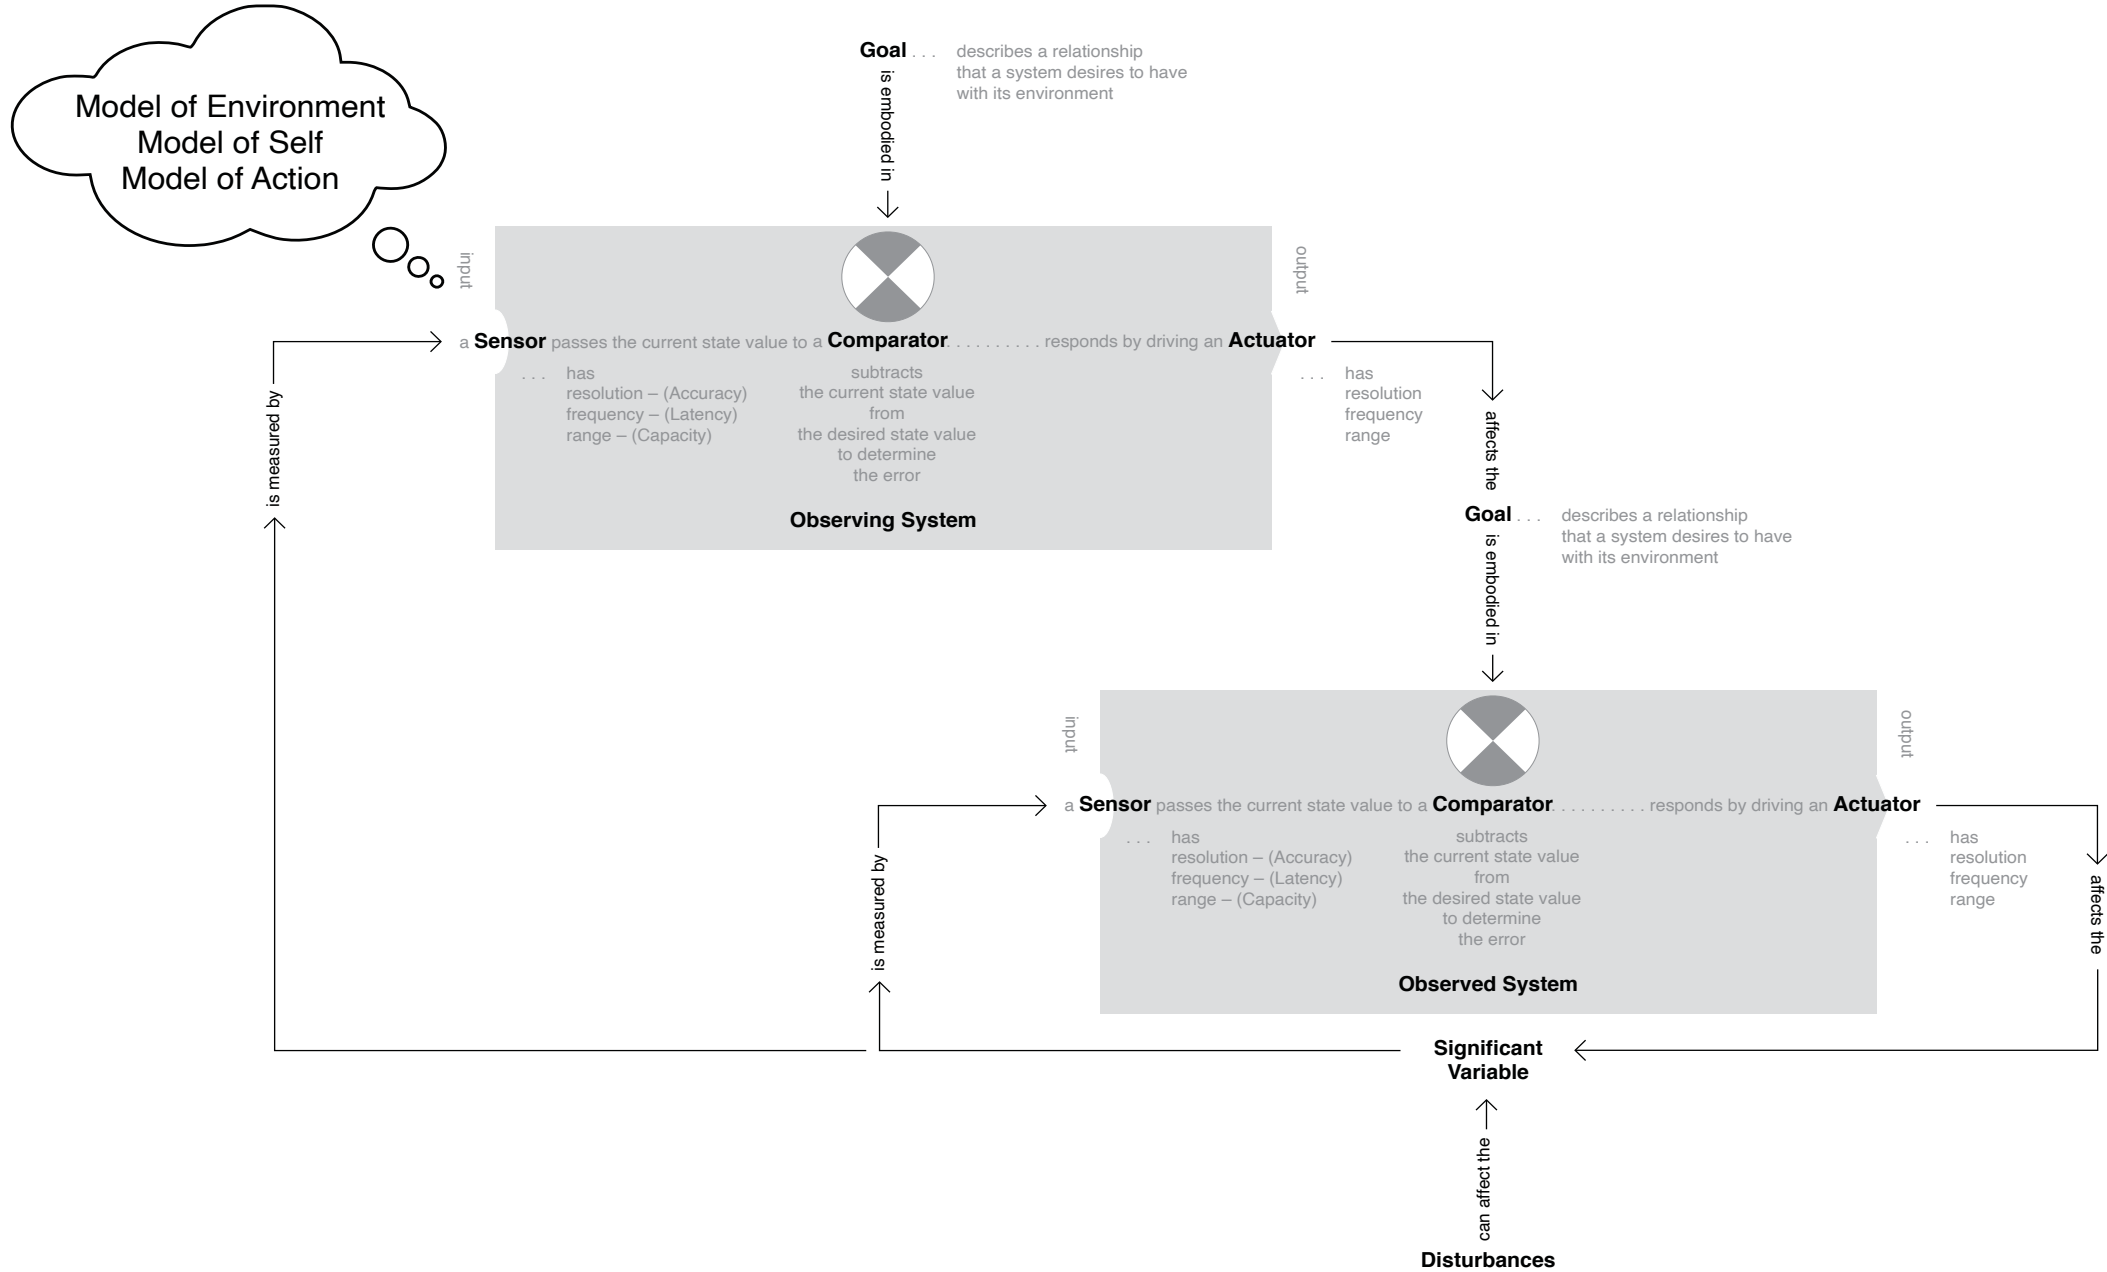 Model of Environment
Model of Self
Model of Action
Goal . . . describes a relationship
that a system desires to have
with its environment
is embodied in
input
output
a Sensor passes the current state value to a Comparator. . . . . . . . . . responds by driving an Actuator
. . . has
resolution – (Accuracy)
frequency – (Latency)
range – (Capacity)
subtracts
the current state value
from
the desired state value
to determine
the error
. . . has
resolution
frequency
range
Observing System
is measured by
affects the
Goal . . . describes a relationship
that a system desires to have
with its environment
is embodied in
input
output
a Sensor passes the current state value to a Comparator. . . . . . . . . . responds by driving an Actuator
. . . has
resolution – (Accuracy)
frequency – (Latency)
range – (Capacity)
subtracts
the current state value
from
the desired state value
to determine
the error
. . . has
resolution
frequency
range
Observed System
is measured by
affects the
Significant
Variable
can affect the
Disturbances